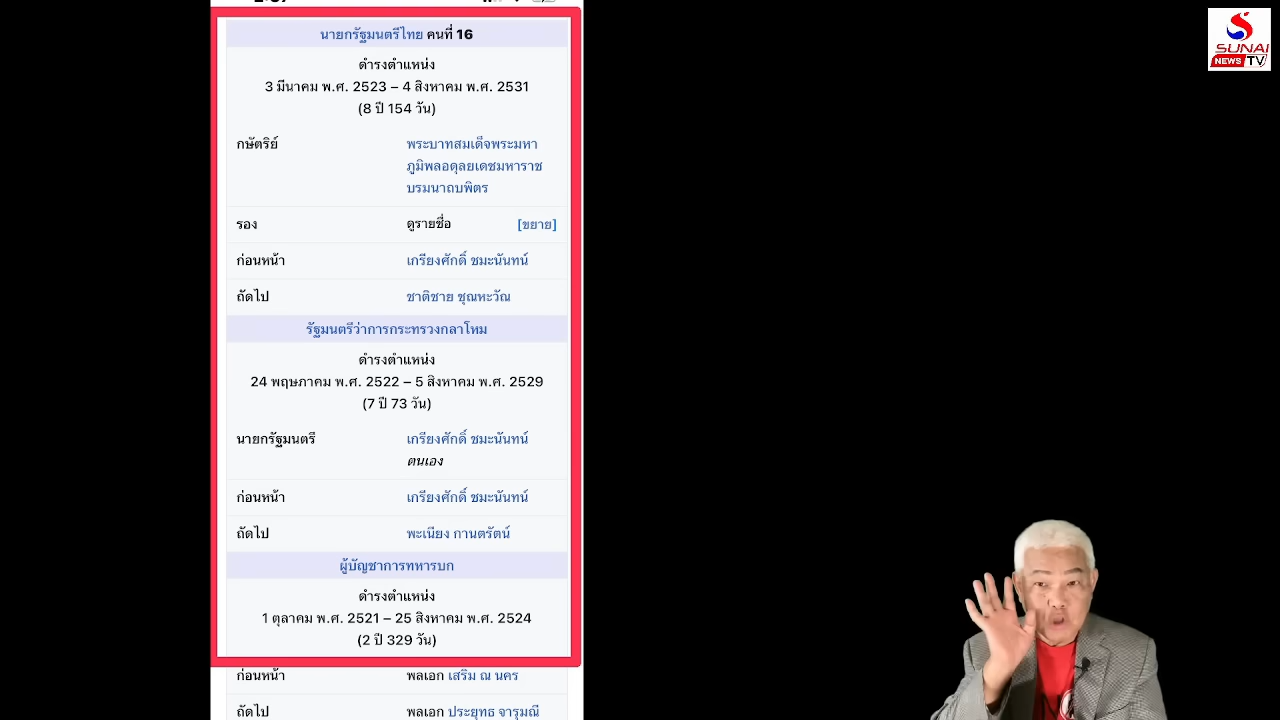 SUNAI
NEWS TV
นายกรัฐมนตรีไทย คนที่ 16
ดำรงตำแหน่ง
3 มีนาคม พ.ศ. 2523 – 4 สิงหาคม พ.ศ. 2531
(8 ปี 154 วัน)
กษัตริย์ พระบาทสมเด็จพระมหา
ภูมิพลอดุลยเดชมหาราช
บรมนาถบพิตร
รอง ดูรายชื่อ [ขยาย]
ก่อนหน้า เกรียงศักดิ์ ชมะนันทน์
ถัดไป ชาติชาย ชุณหะวัณ
รัฐมนตรีว่าการกระทรวงกลาโหม
ดำรงตำแหน่ง
24 พฤษภาคม พ.ศ. 2522 – 5 สิงหาคม พ.ศ. 2529
(7 ปี 73 วัน)
นายกรัฐมนตรี เกรียงศักดิ์ ชมะนันทน์
ตนเอง
ก่อนหน้า เกรียงศักดิ์ ชมะนันทน์
ถัดไป พะเนียง กานตรัตน์
ผู้บัญชาการทหารบก
ดำรงตำแหน่ง
1 ตุลาคม พ.ศ. 2521 – 25 สิงหาคม พ.ศ. 2524
(2 ปี 329 วัน)
ก่อนหน้า พลเอก เสริม ณ นคร
ถัดไป พลเอก ประยุทธ จารุมณี